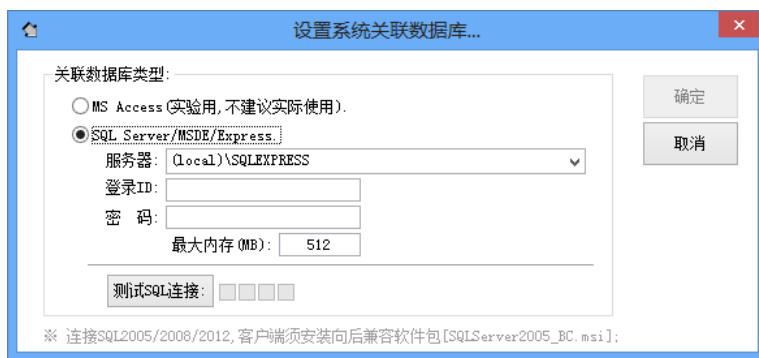 设置系统关联数据库...
关联数据库类型:
MS Access(实验用,不建议实际使用).
SQL Server/MSDE/Express.
服务器: (local)\SQLEXPRESS
登录ID:
密 码:
最大内存(MB): 512
测试SQL连接:
确定
取消
※ 连接SQL2005/2008/2012,客户端须安装向后兼容软件包[SQLServer2005_BC.msi];